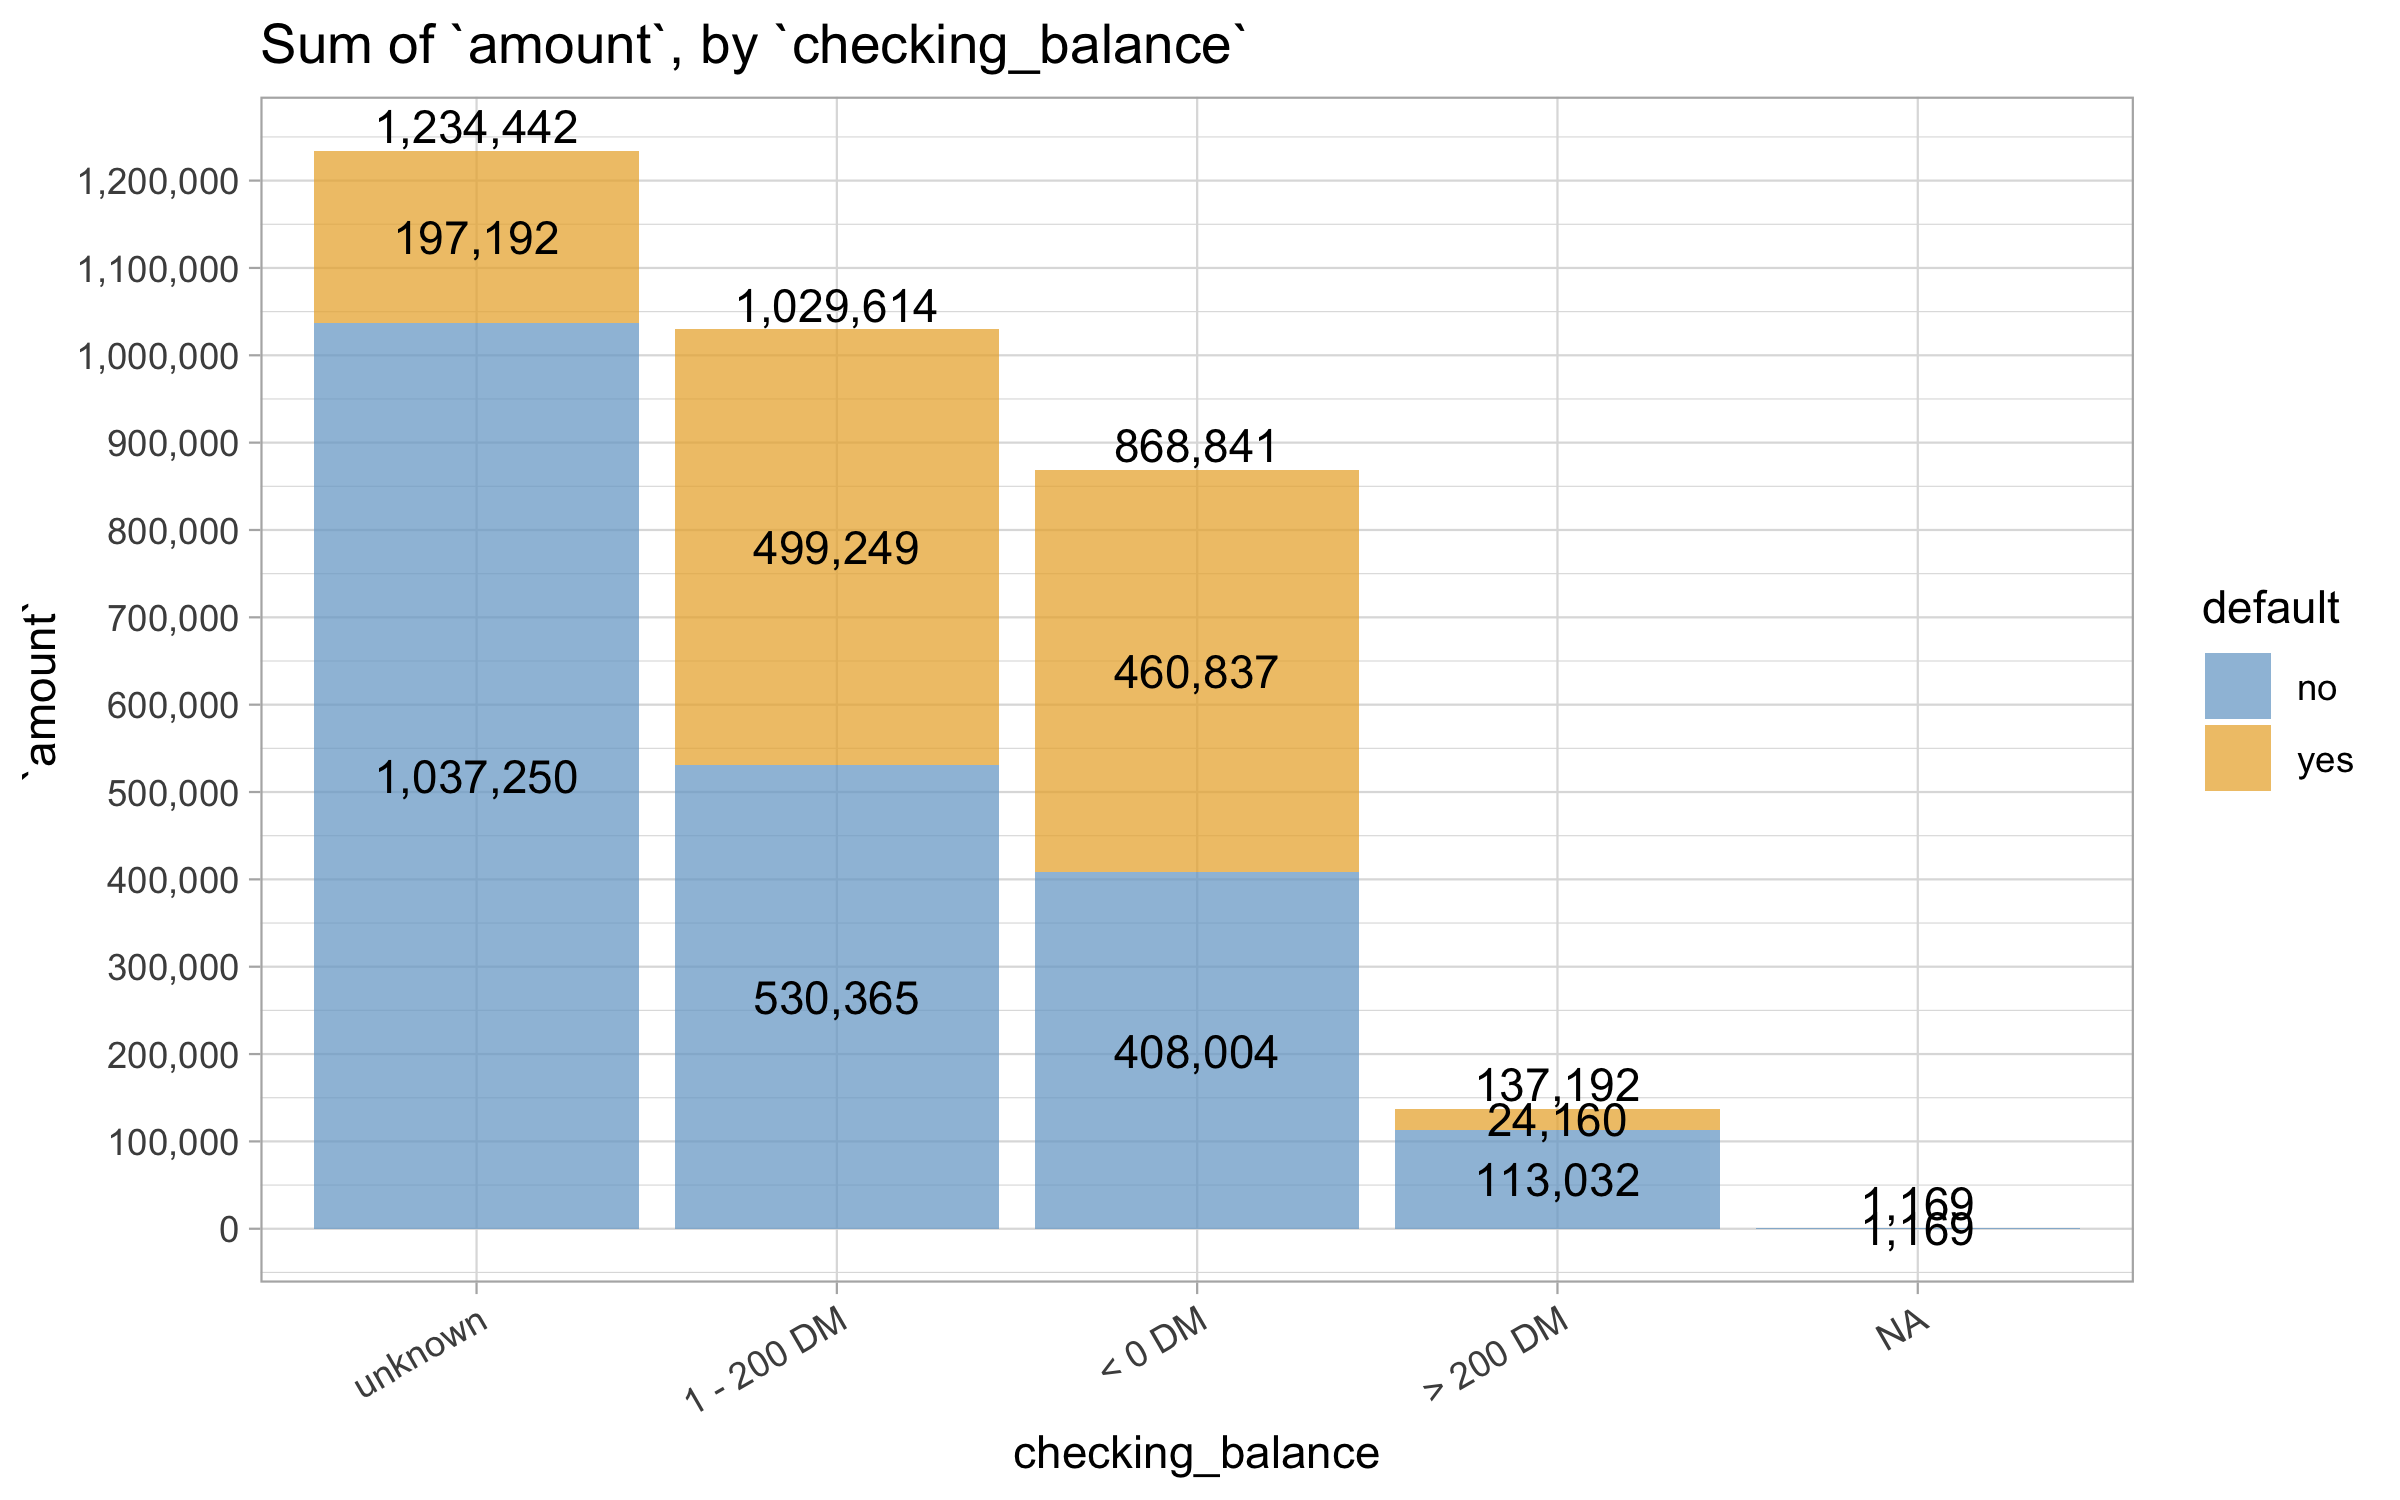 Sum of `amount`, by `checking_balance`
1,234,442
1,200,000
197,192
1,100,000
1,029,614
1,000,000
868,841
900,000
800,000
499,249
700,000
460,837
600,000
`amount`
1,037,250
500,000
400,000
530,365
300,000
408,004
200,000
137,192
24,160
100,000
113,032
1,169
1,169
0
default
no
yes
unknown
1 - 200 DM
< 0 DM
> 200 DM
NA
checking_balance